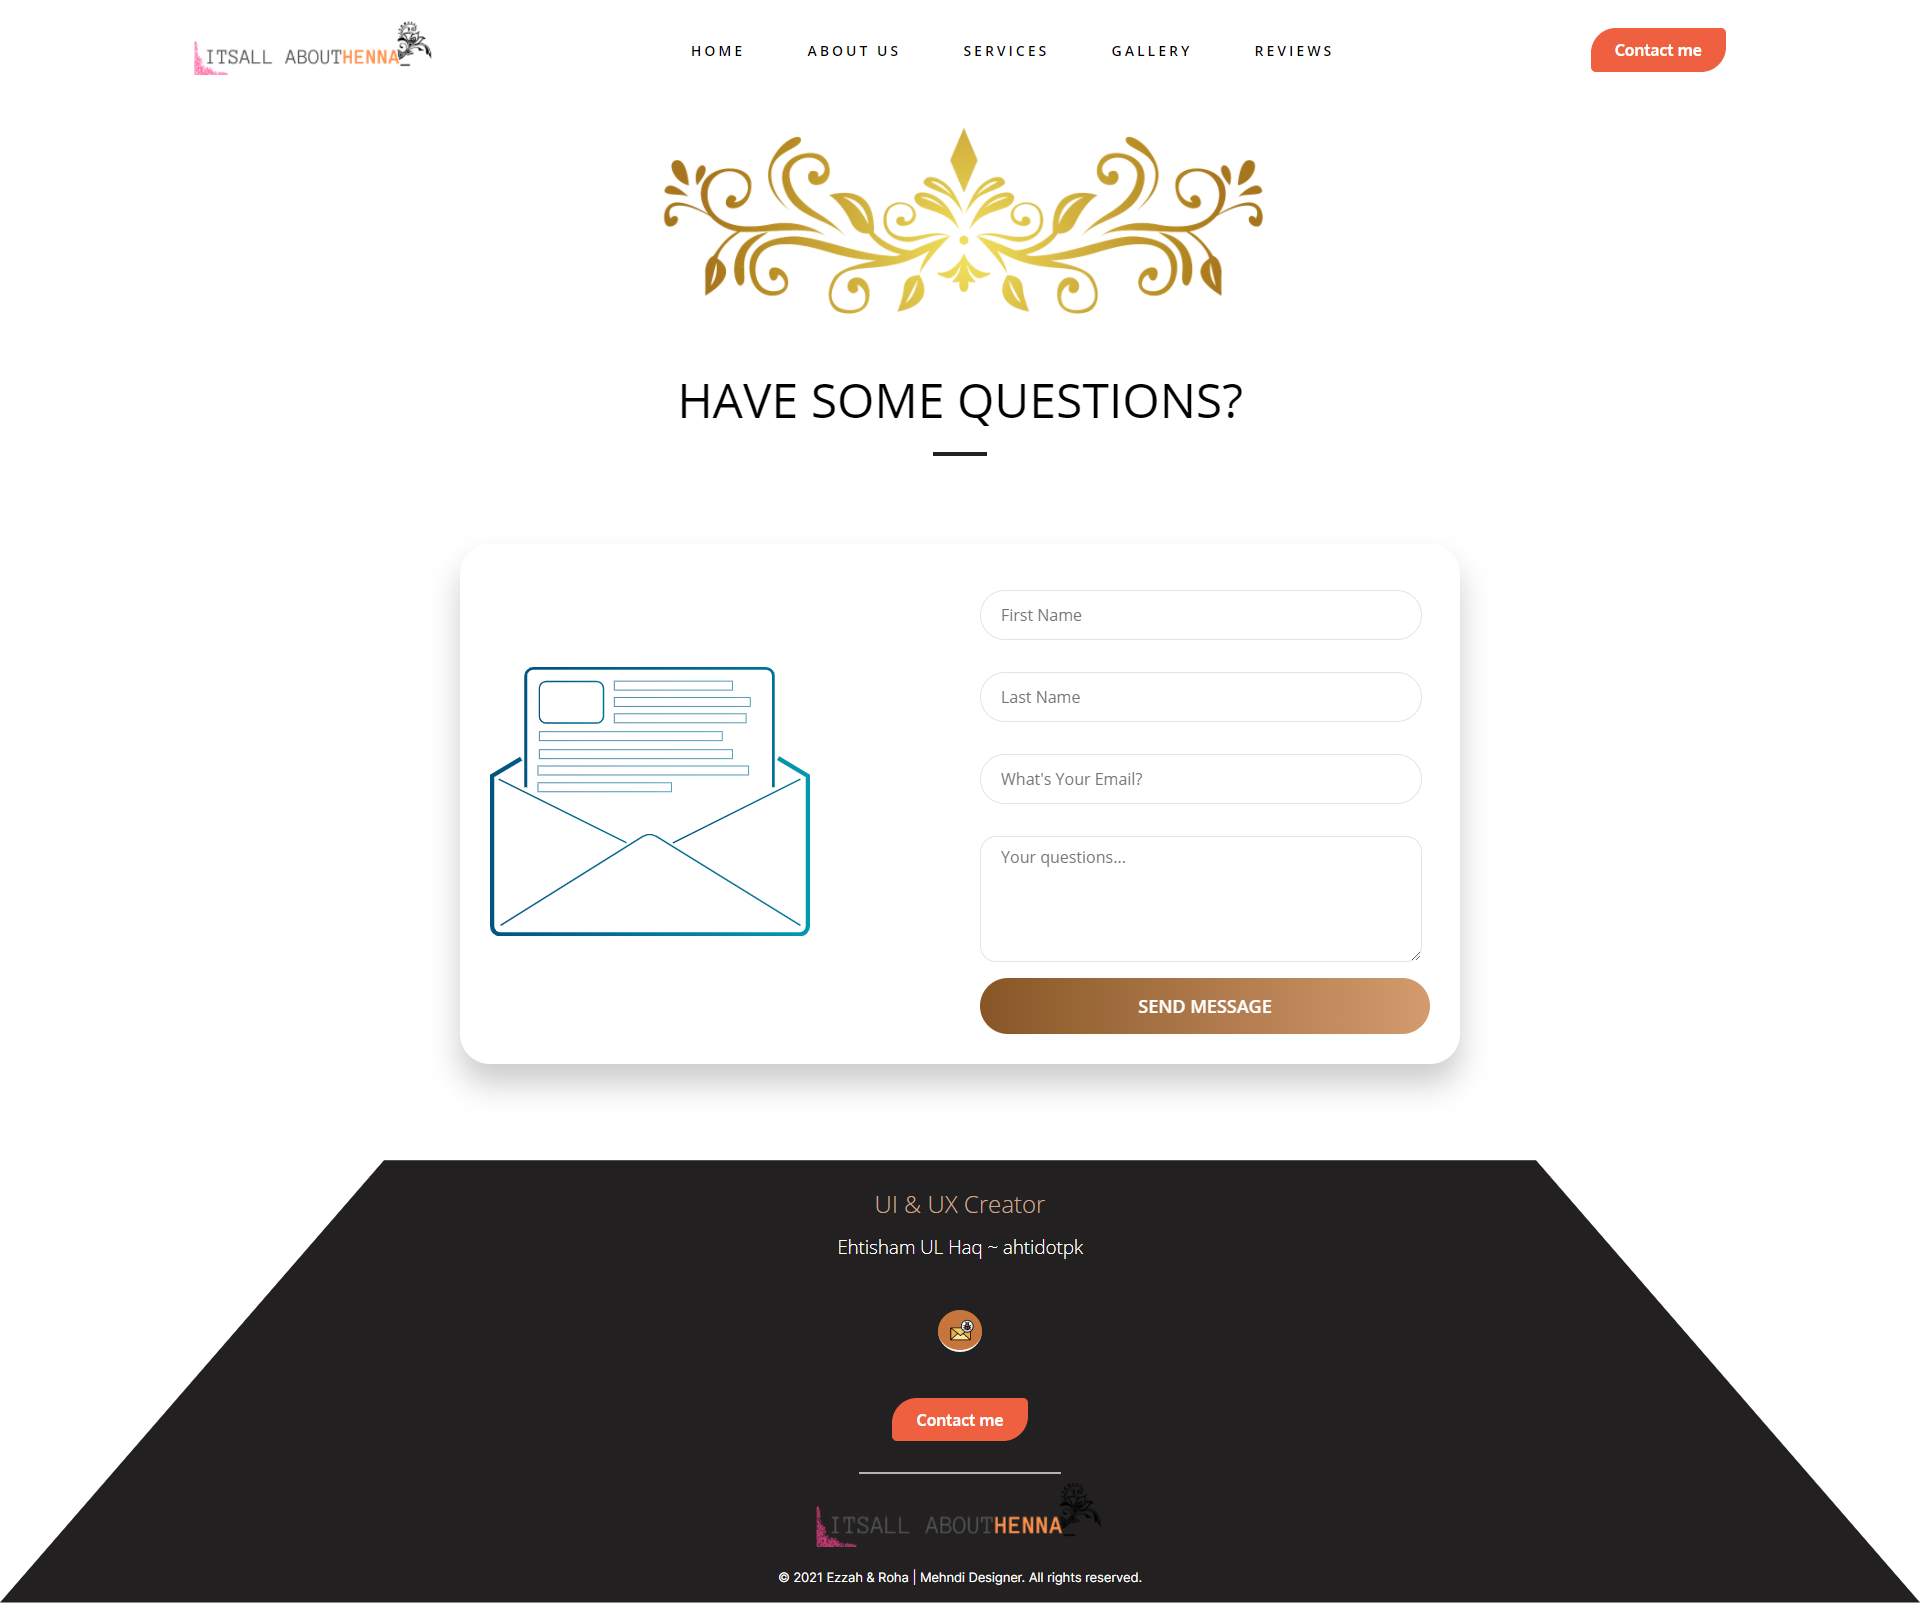 ITSALL ABOUTHENNA
HOME ABOUT US SERVICES GALLERY REVIEWS
Contact me
HAVE SOME QUESTIONS?
First Name
Last Name
What's Your Email?
Your questions...
SEND MESSAGE
UI & UX Creator
Ehtisham UL Haq ~ ahtidotpk
Contact me
ITSALL ABOUTHENNA
© 2021 Ezzah & Roha | Mehndi Designer. All rights reserved.